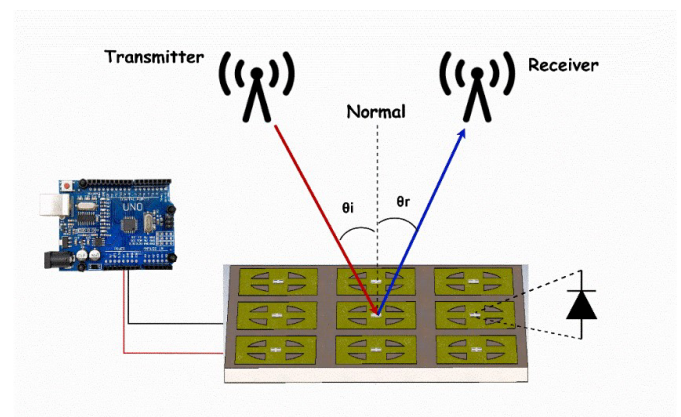 Transmitter
Receiver
Normal
UNO
θi
θr